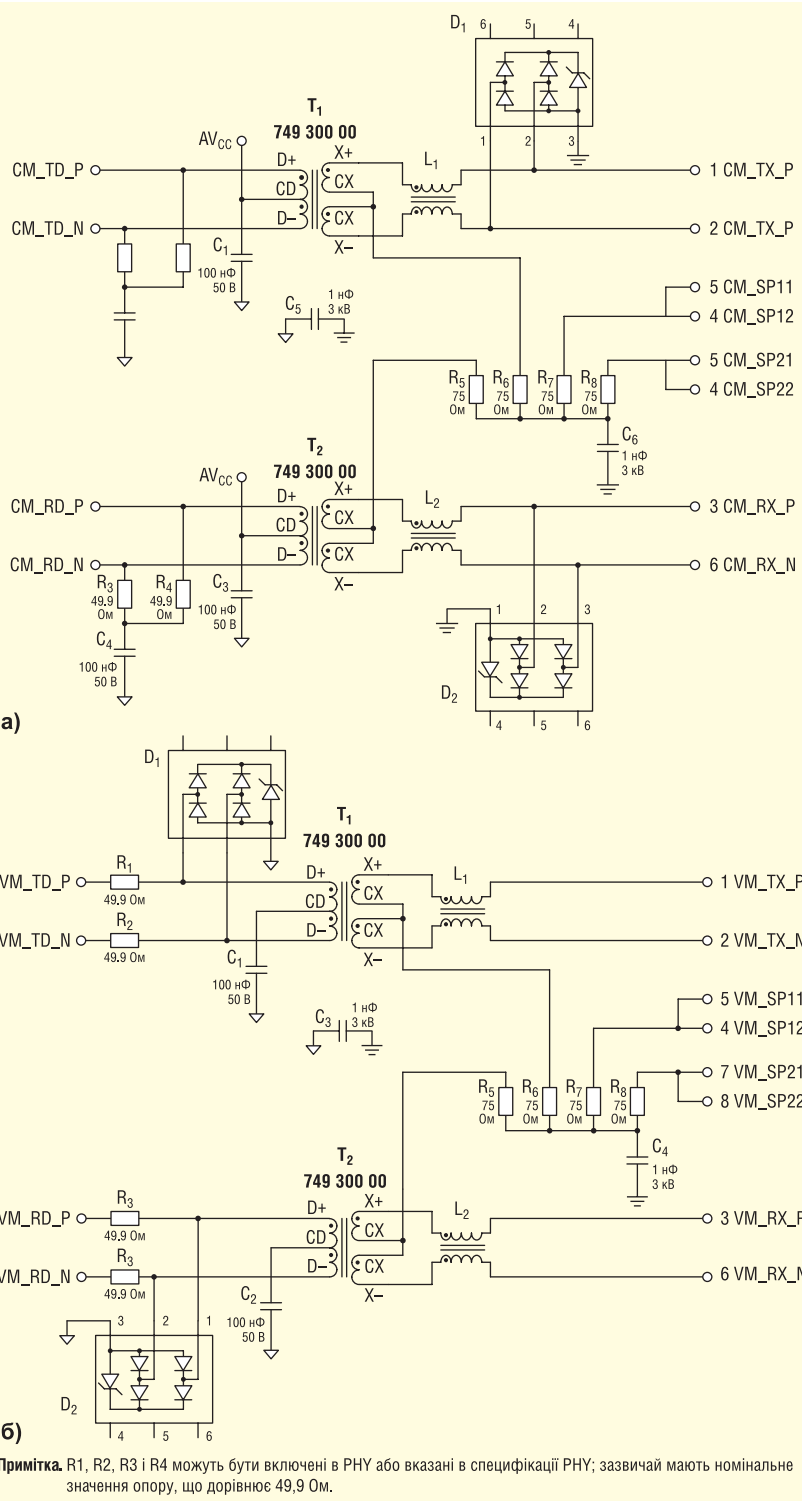 D1
6 5 4
T1
749 300 00
AVCC
D+ X+ L1
1 2 3
CM_TD_P 1 CM_TX_P
CD CX
CM_TD_N D– CX 2 CM_TX_P
X–
C1
100 нФ
50 В
C5 1 нФ
3 кВ
5 CM_SP11
4 CM_SP12
5 CM_SP21
4 CM_SP22
R5 R6 R7 R8
75 75 75 75
Ом Ом Ом Ом
C6
1 нФ
3 кВ
T2
749 300 00
AVCC
D+ X+ L2
CM_RD_P 3 CM_RX_P
CD CX
CM_RD_N D– CX 6 CM_RX_N
X–
R3 R4 C3
49.9 49.9 100 нФ
Ом Ом 50 В
C4
100 нФ
50 В
1 2 3
D2
4 5 6
а)
D1
T1
749 300 00
R1 D+ X+ L1
VM_TD_P 1 VM_TX_P
49.9 Ом CD CX
R2
VM_TD_N D– CX 2 VM_TX_N
49.9 Ом X–
C1
100 нФ
50 В
C3 1 нФ
3 кВ
5 VM_SP11
4 VM_SP12
7 VM_SP21
8 VM_SP22
R5 R6 R7 R8
75 75 75 75
Ом Ом Ом Ом
C4
1 нФ
3 кВ
T2
749 300 00
R3 D+ X+ L2
VM_RD_P 3 VM_RX_P
49.9 Ом CD CX
R3
VM_RD_N D– CX 6 VM_RX_N
49.9 Ом X–
C2
100 нФ
50 В
3 2 1
D2
4 5 6
б)
Примітка. R1, R2, R3 і R4 можуть бути включені в PHY або вказані в специфікації PHY; зазвичай мають номінальне
значення опору, що дорівнює 49,9 Ом.